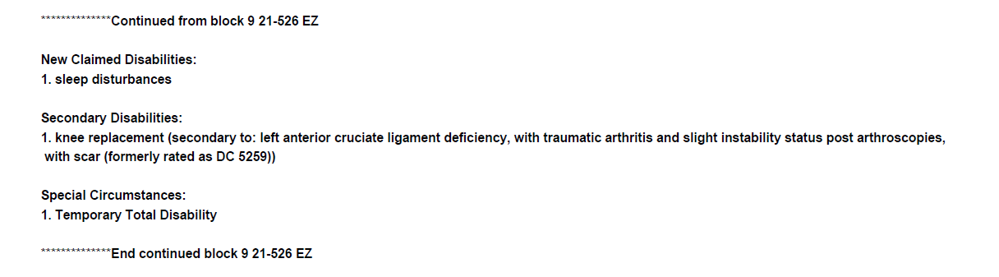 **************Continued from block 9 21-526 EZ
New Claimed Disabilities:
1. sleep disturbances
Secondary Disabilities:
1. knee replacement (secondary to: left anterior cruciate ligament deficiency, with traumatic arthritis and slight instability status post arthroscopies,
with scar (formerly rated as DC 5259))
Special Circumstances:
1. Temporary Total Disability
**************End continued block 9 21-526 EZ